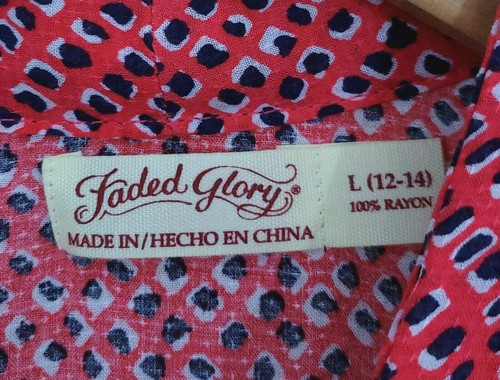 Faded Glory®
MADE IN/HECHO EN CHINA
L (12-14)
100% RAYON